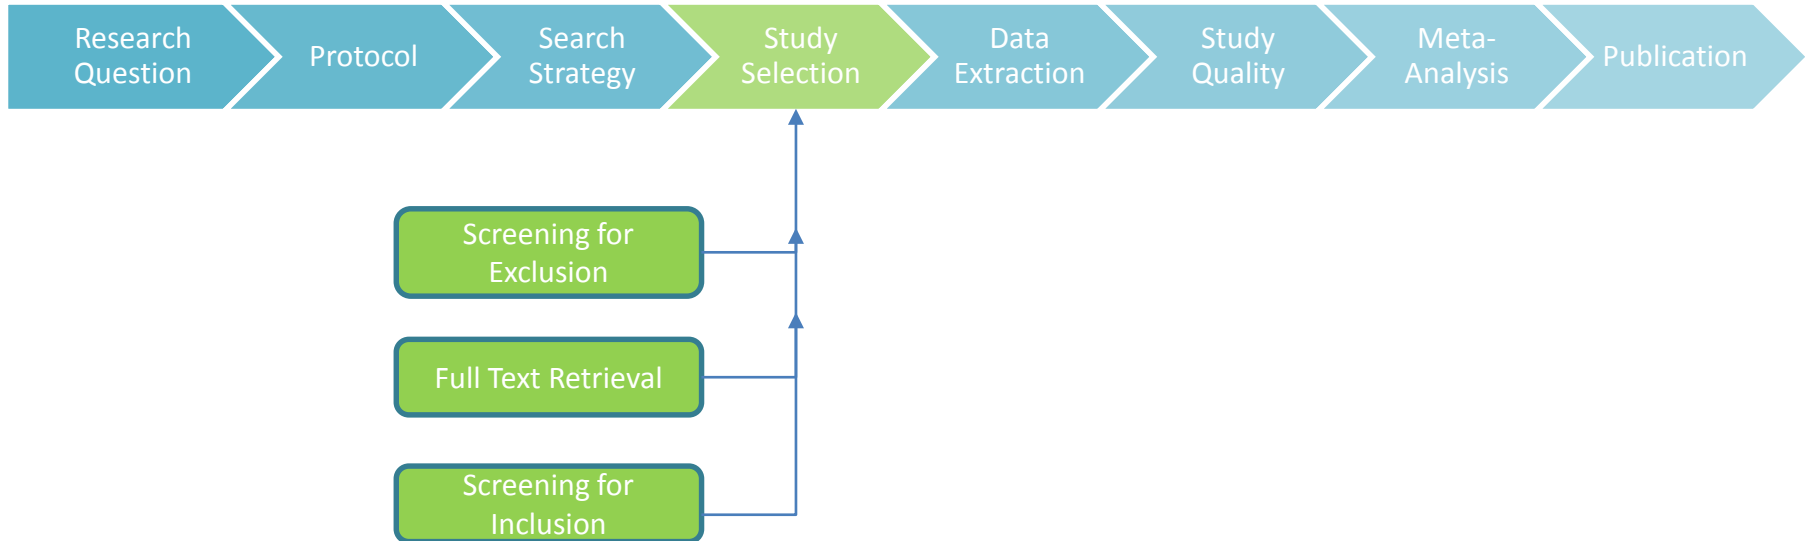 Research
Question
Protocol
Search
Strategy
Study
Selection
Data
Extraction
Study
Quality
Meta-
Analysis
Publication
Screening for
Exclusion
Full Text Retrieval
Screening for
Inclusion